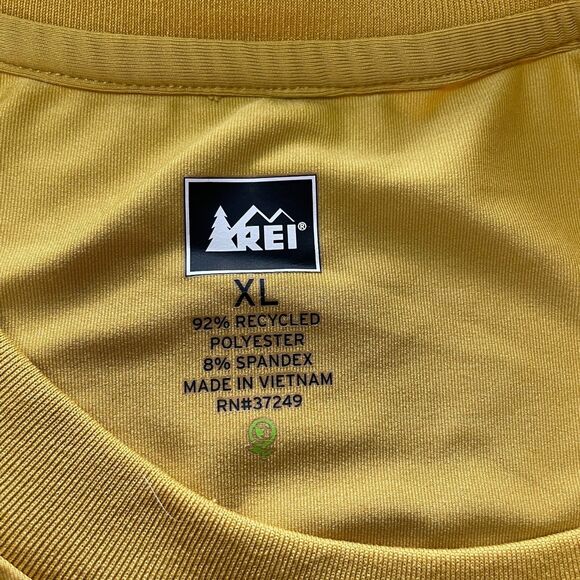 REI®
XL
92% RECYCLED
POLYESTER
8% SPANDEX
MADE IN VIETNAM
RN#37249